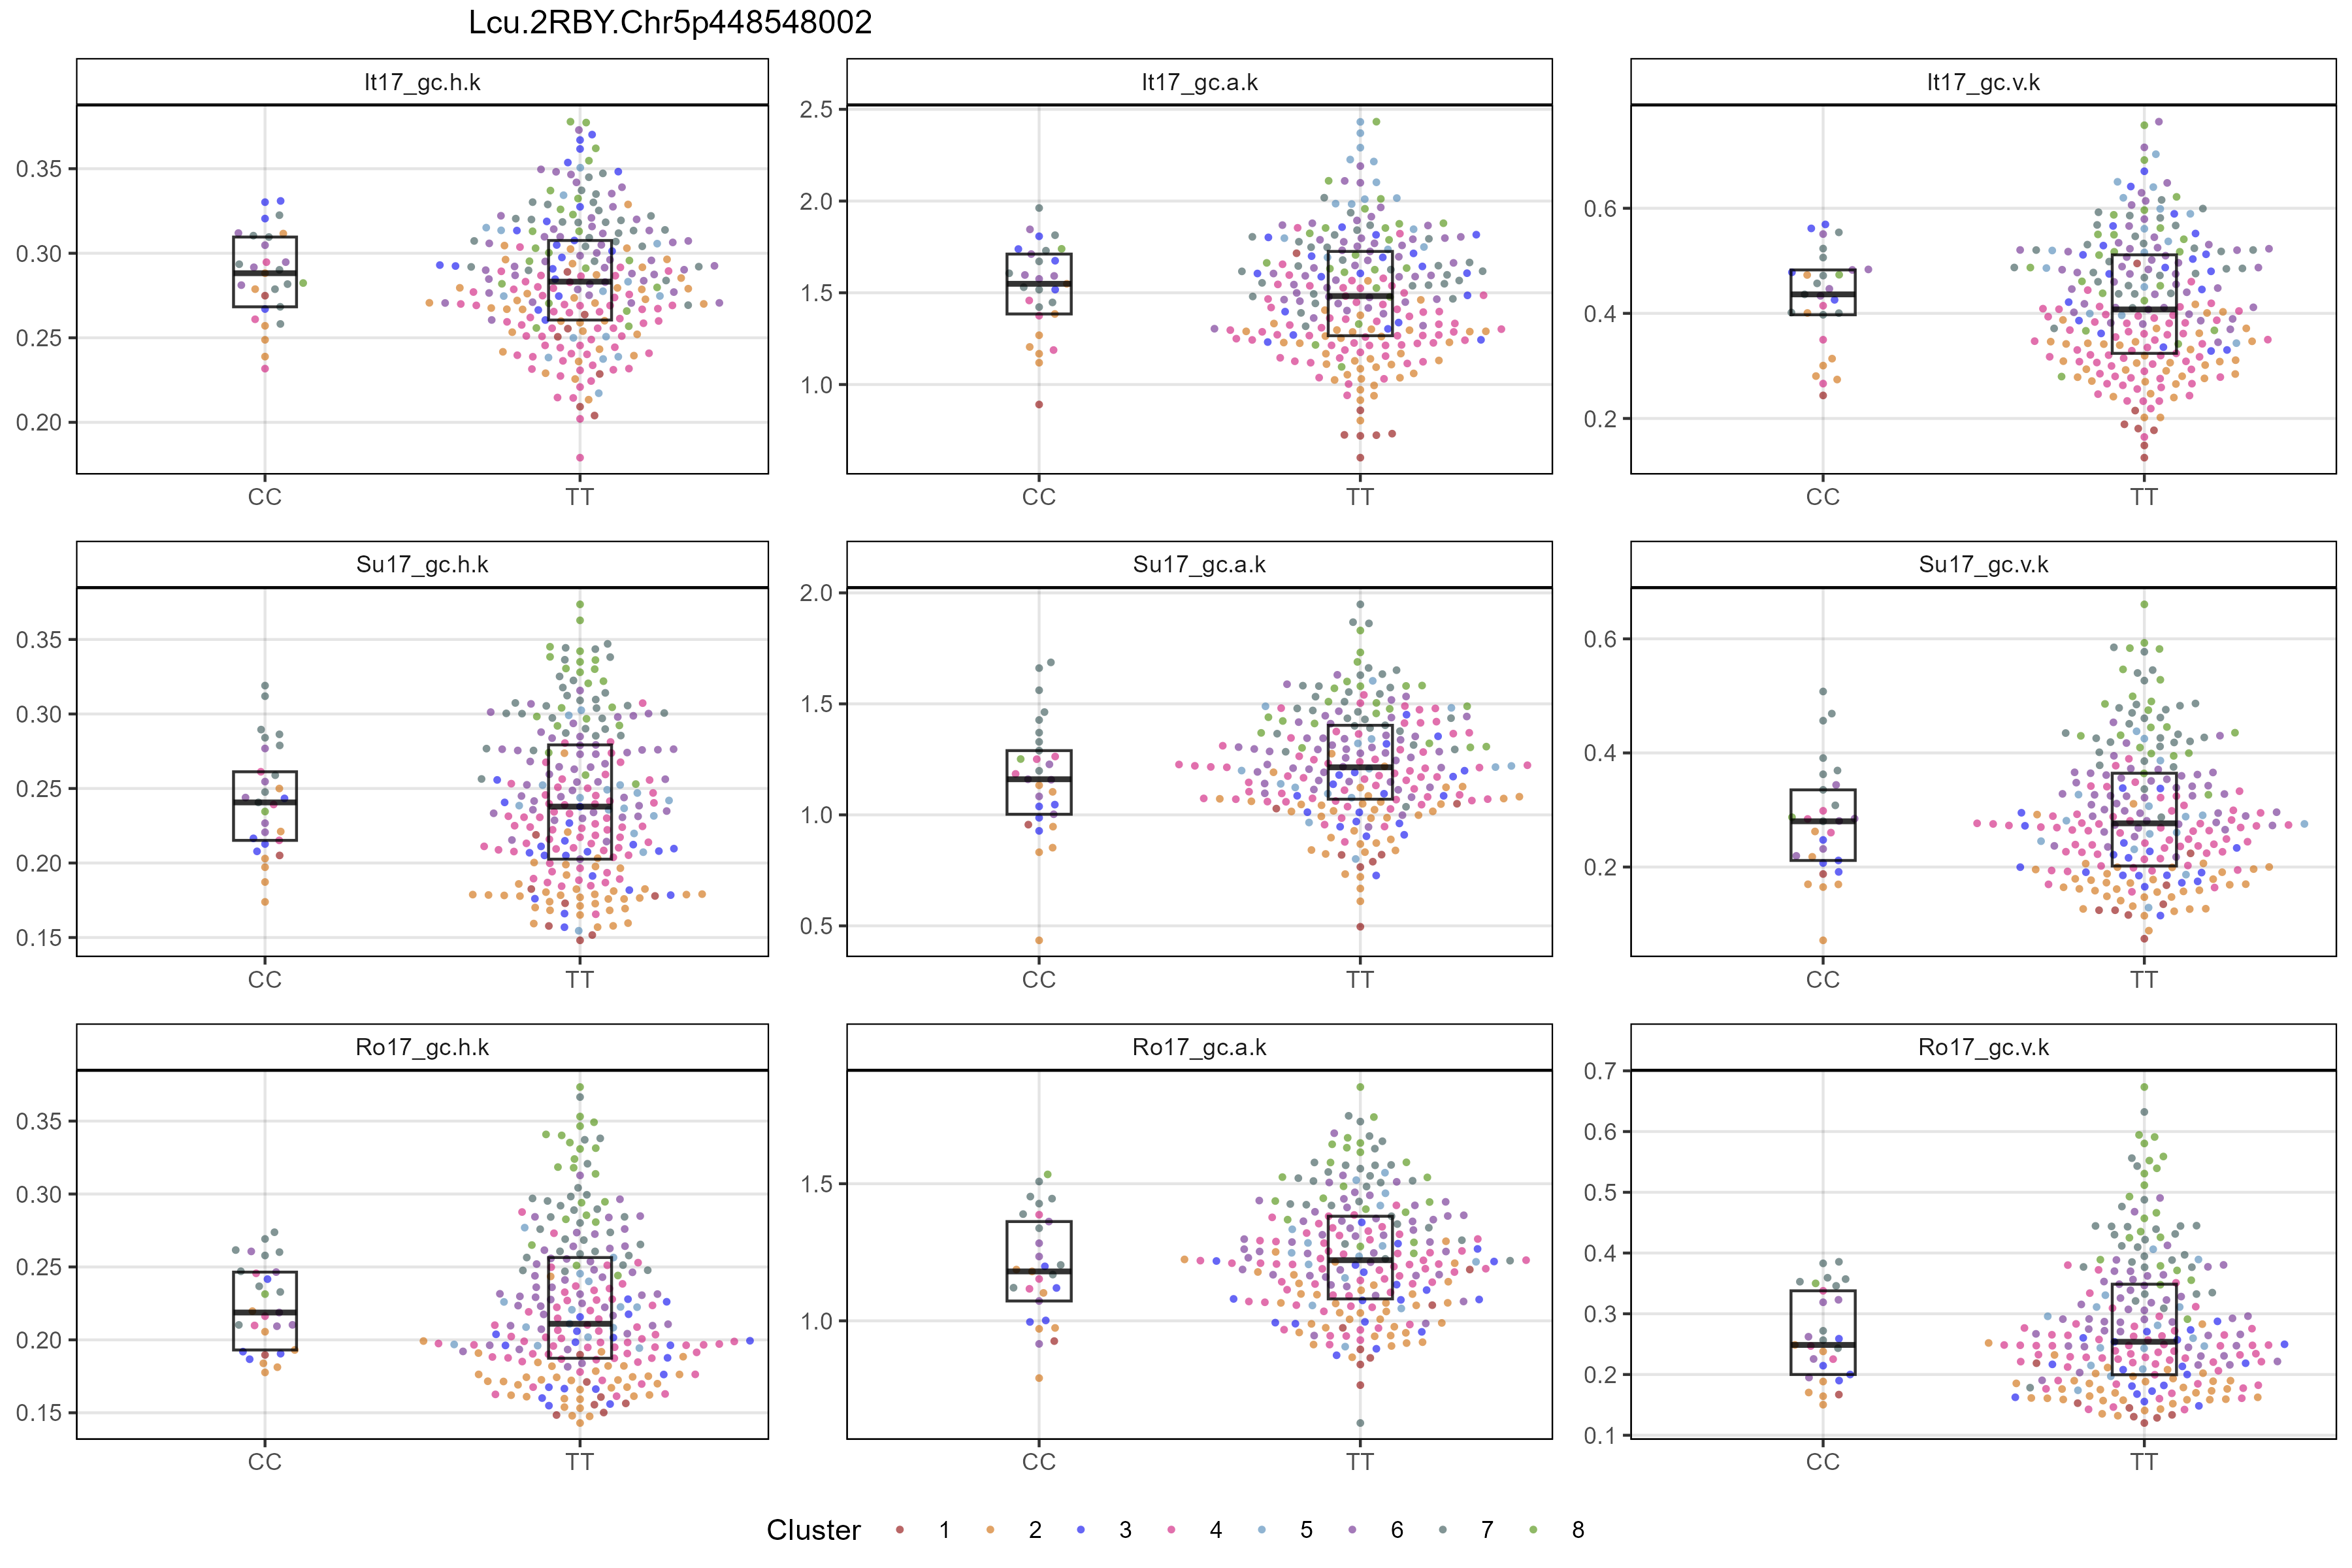 Lcu.2RBY.Chr5p448548002
It17_gc.h.k
It17_gc.a.k
It17_gc.v.k
0.35
0.30
0.25
0.20
2.5
2.0
1.5
1.0
0.6
0.4
0.2
CC
TT
CC
TT
CC
TT
Su17_gc.h.k
Su17_gc.a.k
Su17_gc.v.k
0.35
0.30
0.25
0.20
0.15
2.0
1.5
1.0
0.5
0.6
0.4
0.2
CC
TT
CC
TT
CC
TT
Ro17_gc.h.k
Ro17_gc.a.k
Ro17_gc.v.k
0.35
0.30
0.25
0.20
0.15
1.5
1.0
0.7
0.6
0.5
0.4
0.3
0.2
0.1
CC
TT
CC
TT
CC
TT
Cluster 1 2 3 4 5 6 7 8